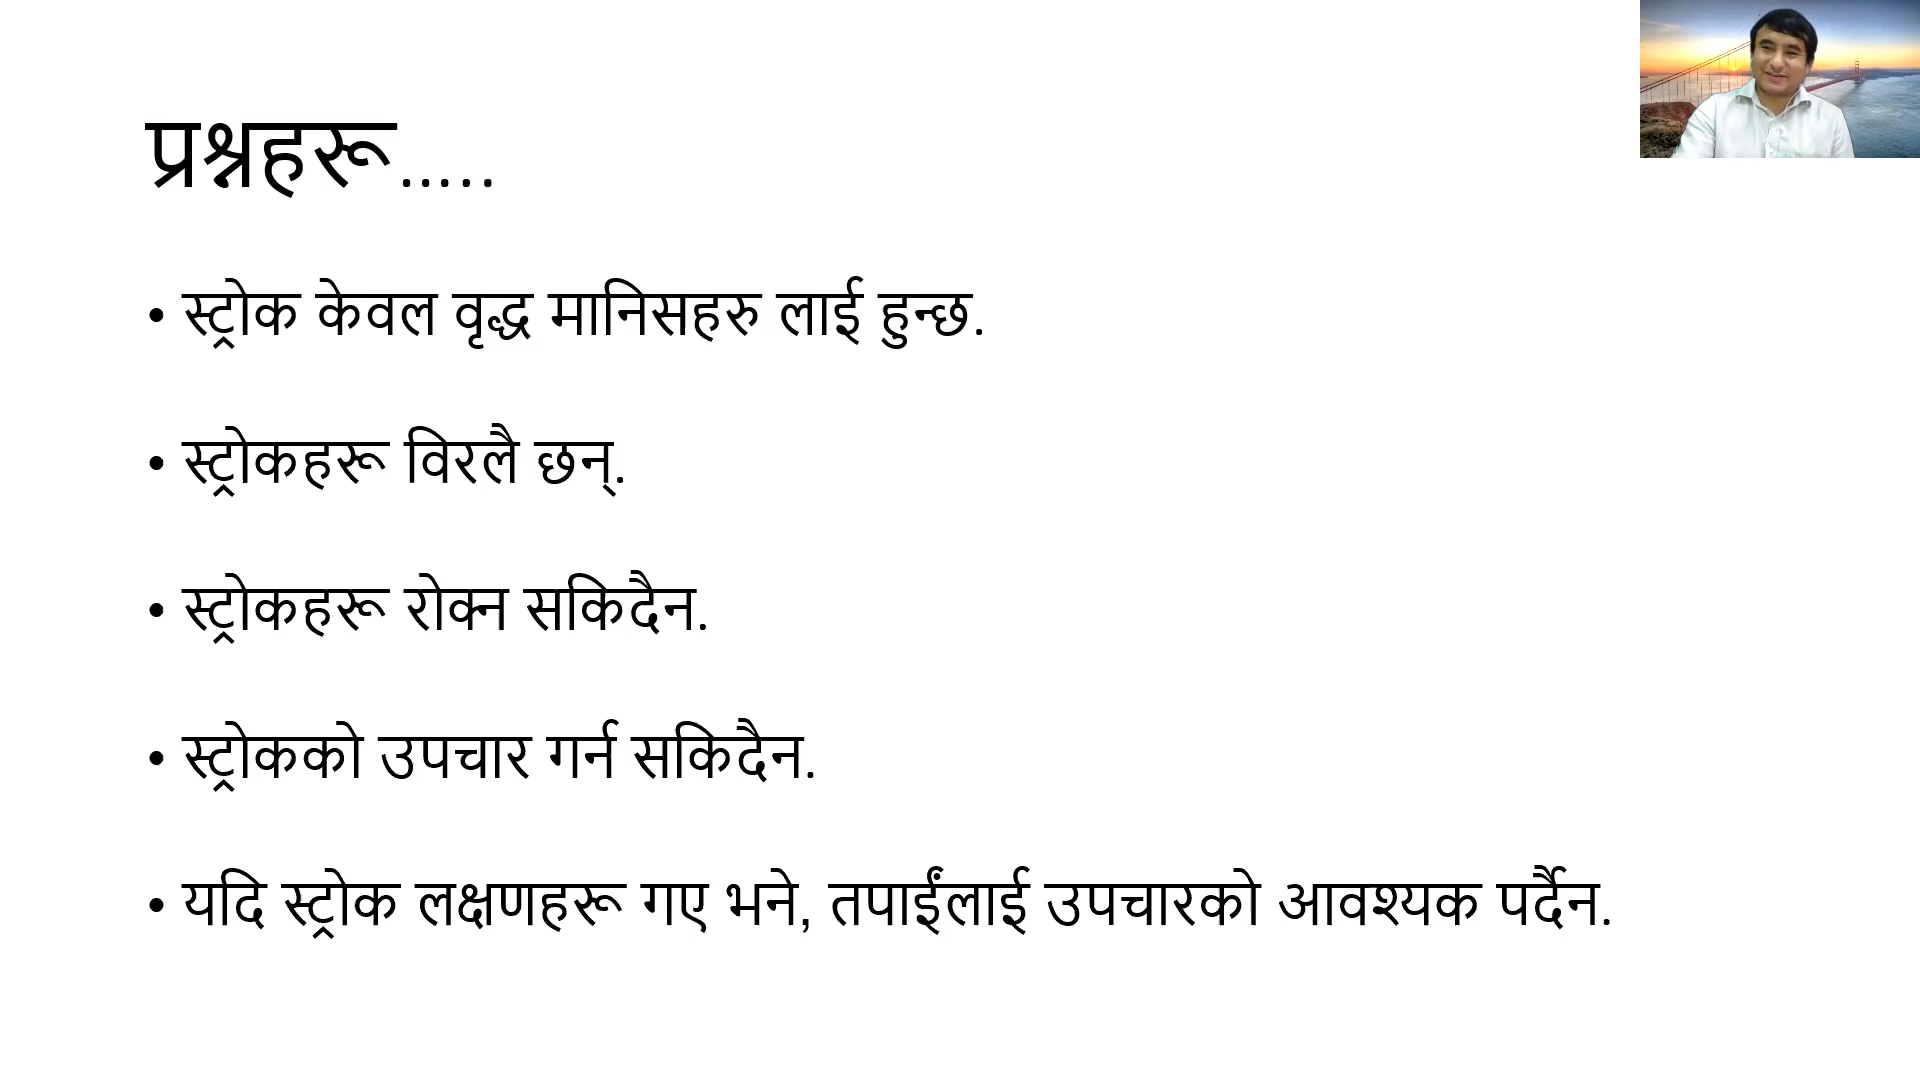 प्रश्नहरू.....
• स्ट्रोक केवल वृद्ध मानिसहरु लाई हुन्छ.
• स्ट्रोकहरू विरलै छन्.
• स्ट्रोकहरू रोक्न सकिदैन.
• स्ट्रोकको उपचार गर्न सकिदैन.
• यदि स्ट्रोक लक्षणहरू गए भने, तपाईंलाई उपचारको आवश्यक पर्दैन.